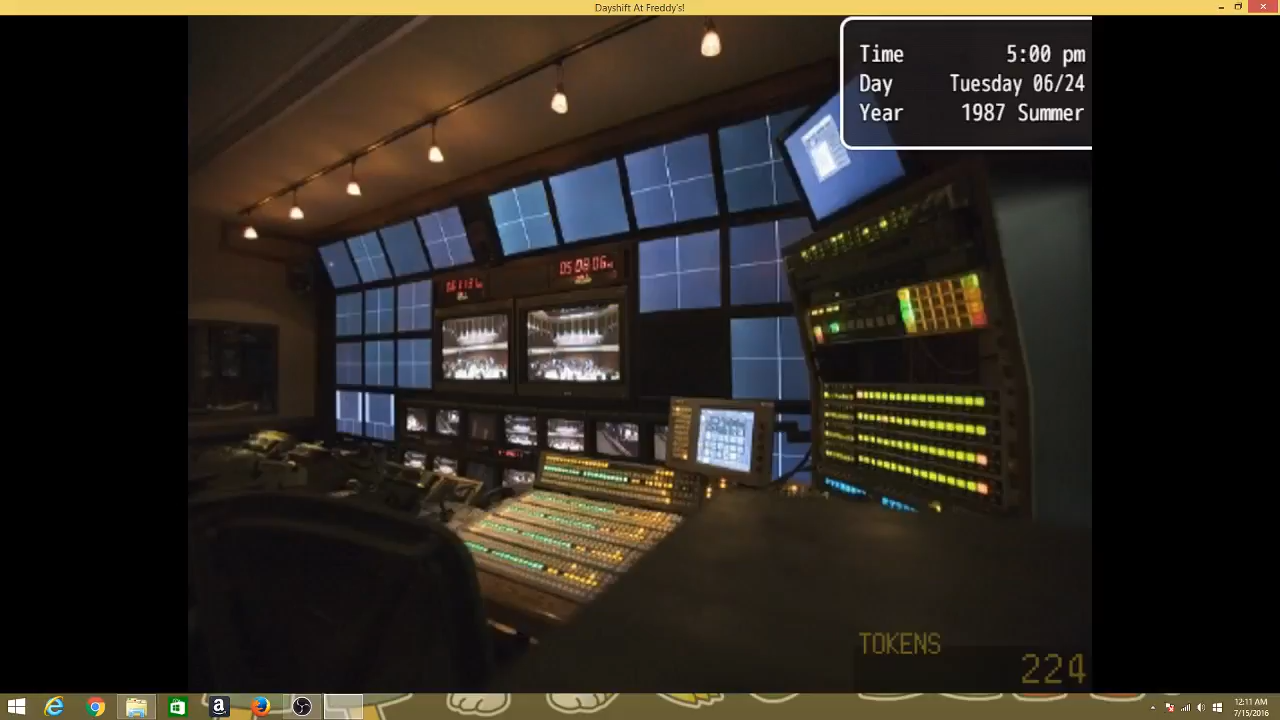 Dayshift At Freddy's!
Time 5:00 pm
Day Tuesday 06/24
Year 1987 Summer
TOKENS
224
12:11 AM
7/15/2016